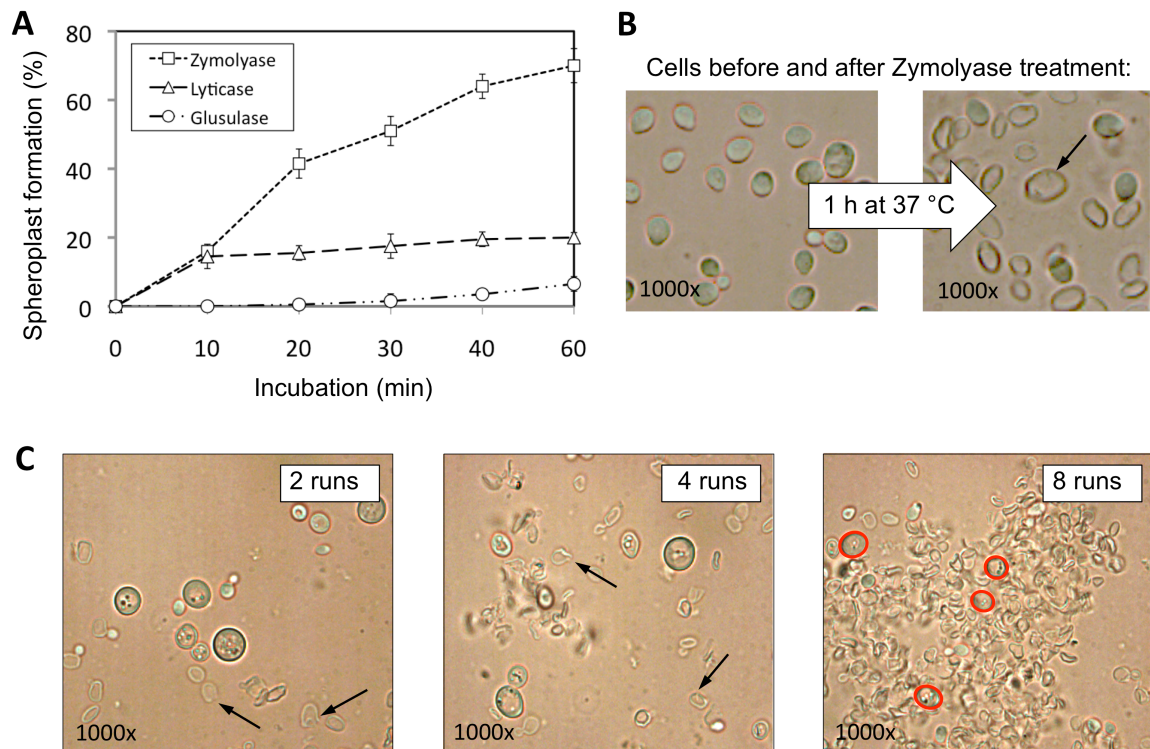 A
80
60
40
20
0
Spheroplast formation (%)
Zymolyase
Lyticase
Glusulase
0 10 20 30 40 60
Incubation (min)
B
Cells before and after Zymolyase treatment:
1 h at 37 °C
1000x
1000x
C
2 runs
4 runs
8 runs
1000x
1000x
1000x